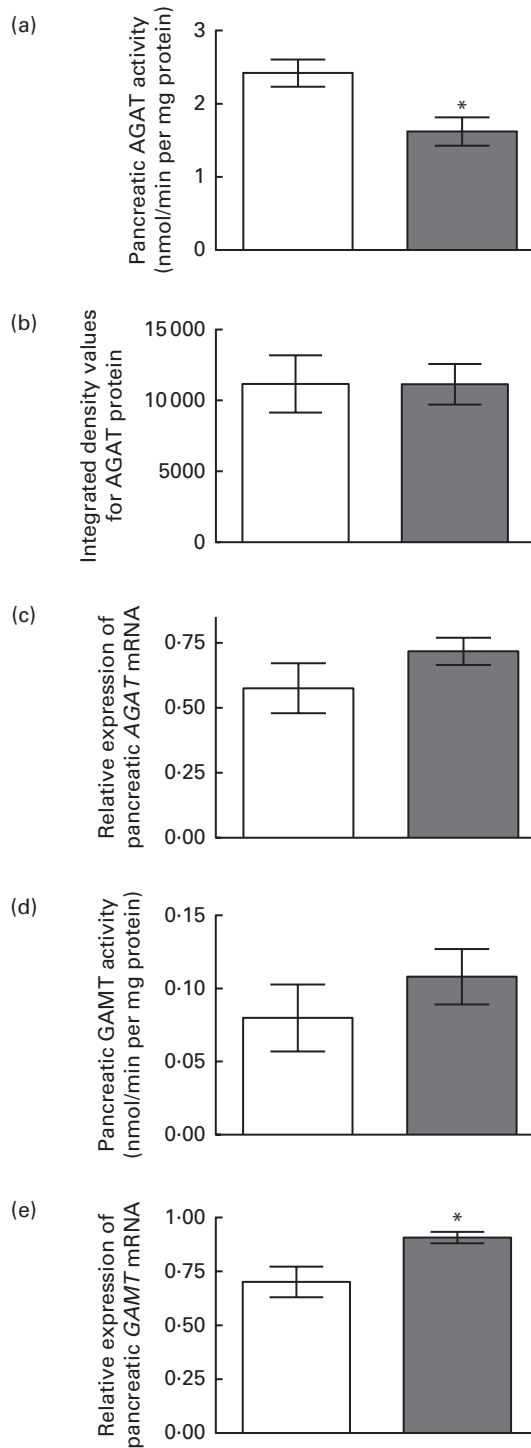 (a)
Pancreatic AGAT activity
(nmol/min per mg protein)
3
2
1
0
*
(b)
Integrated density values
for AGAT protein
15 000
10 000
5000
0
(c)
Relative expression of
pancreatic AGAT mRNA
0·75
0·50
0·25
0·00
(d)
Pancreatic GAMT activity
(nmol/min per mg protein)
0·15
0·10
0·05
0·00
(e)
Relative expression of
pancreatic GAMT mRNA
1·00
0·75
0·50
0·25
0·00
*